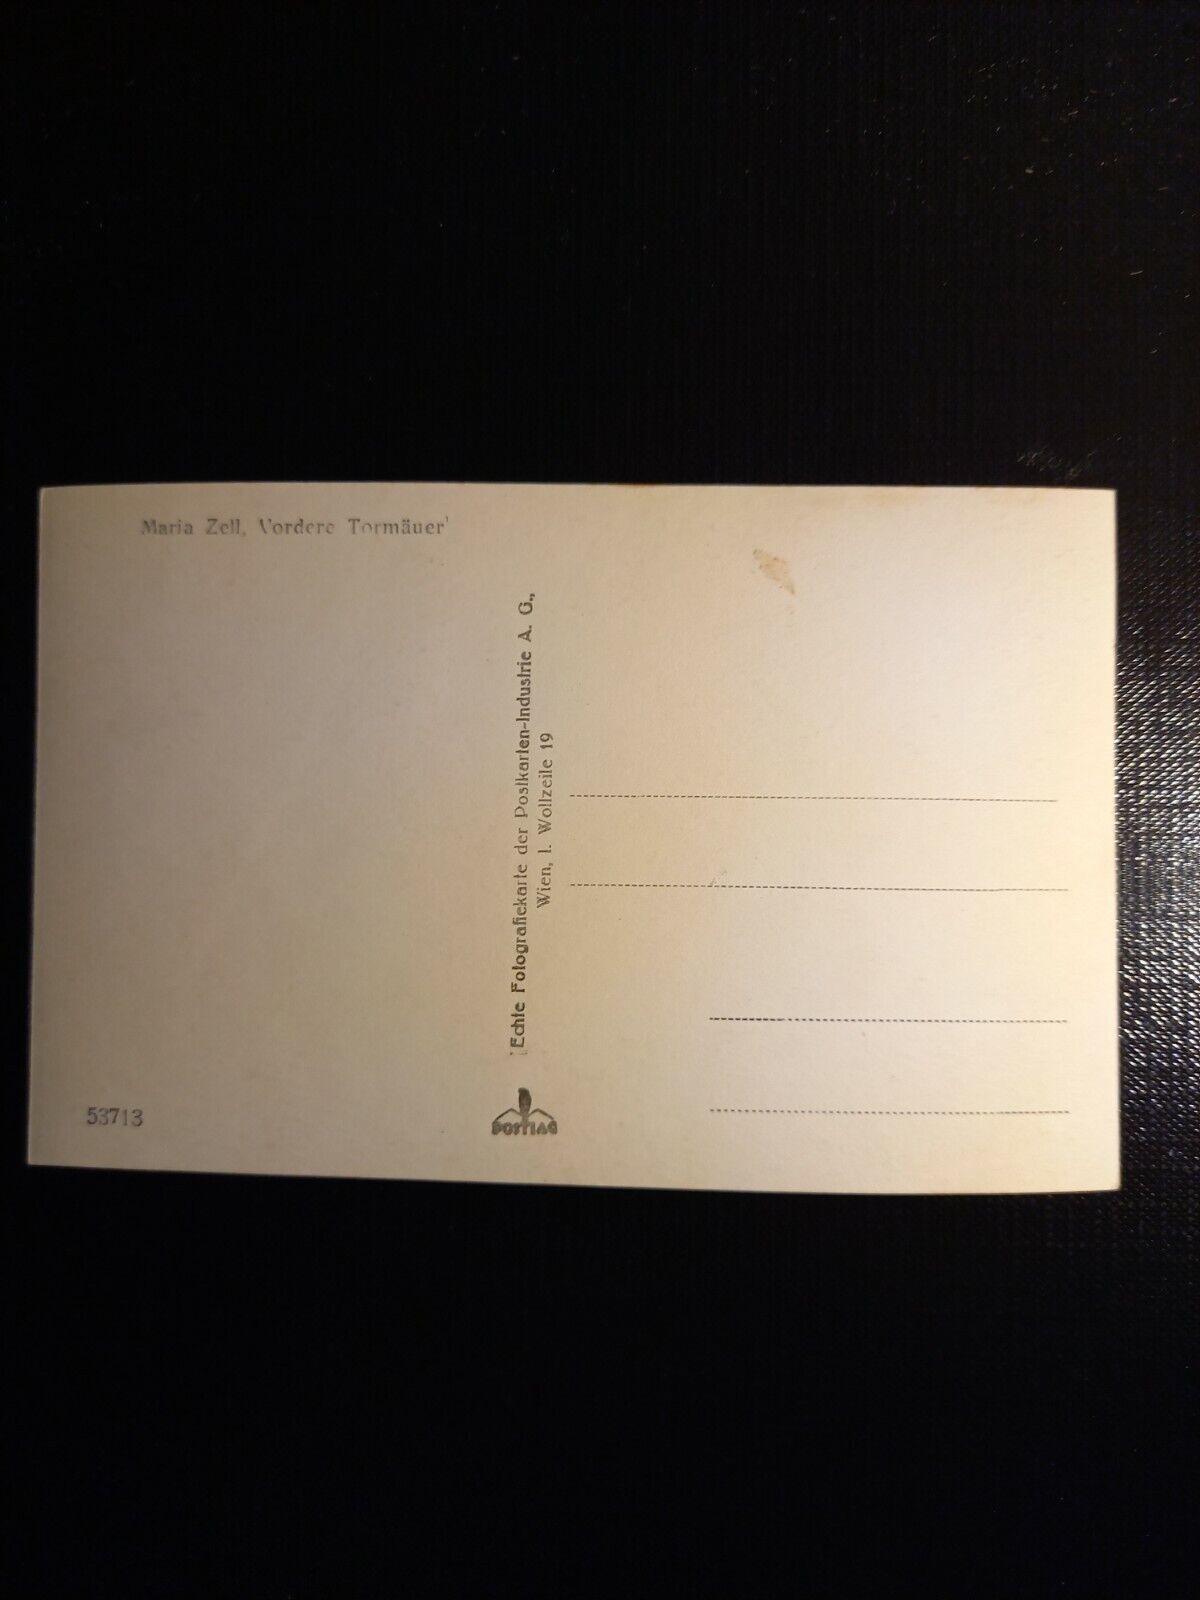 Maria Zell, Vordere Tormäuer
Echte Fotografiekarte der Postkarten-Industrie A. G.,
Wien, I. Wollzeile 19
53713
POSTIAG